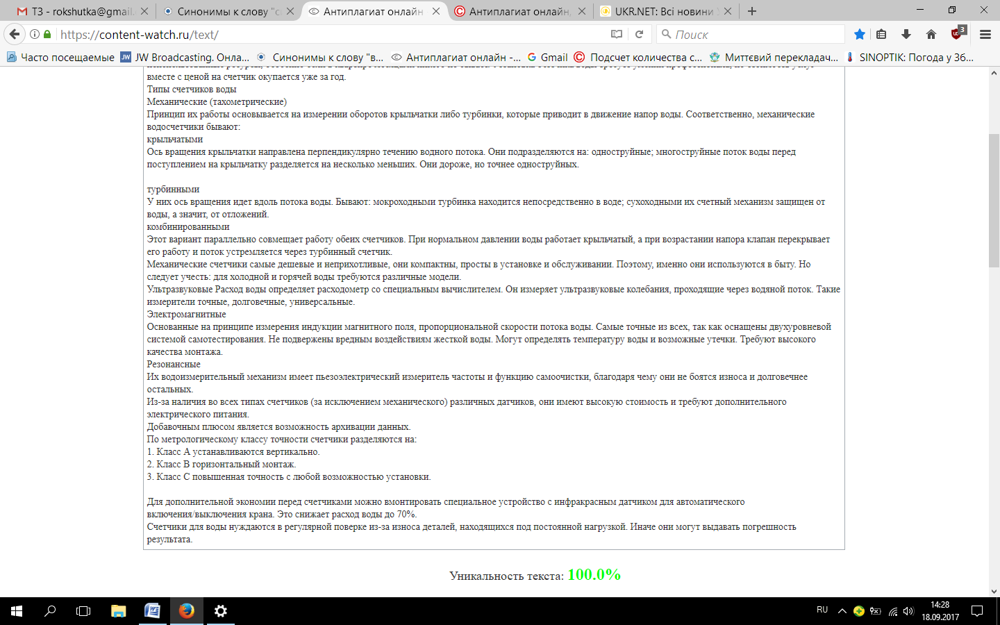 ТЗ - rokshutka@gmail.
Синонимы к слову "с
Антиплагиат онлайн
Антиплагиат онлайн,
UKR.NET: Всі новини
https://content-watch.ru/text/
Поиск
3
Часто посещаемые
JW Broadcasting. Онла...
Синонимы к слову "в...
Антиплагиат онлайн -...
Gmail
Подсчет количества с...
Миттєвий перекладач...
SINOPTIK: Погода у Зб...
вместе с ценой на счетчик окупается уже за год.
Типы счетчиков воды
Механические (тахометрические)
Принцип их работы основывается на измерении оборотов крыльчатки либо турбинки, которые приводит в движение напор воды. Соответственно, механические
водосчетчики бывают:
крыльчатыми
Ось вращения крыльчатки направлена перпендикулярно течению водного потока. Они подразделяются на: одноструйные; многоструйные поток воды перед
поступлением на крыльчатку разделяется на несколько меньших. Они дороже, но точнее одноструйных.
турбинными
У них ось вращения идет вдоль потока воды. Бывают: мокроходными турбинка находится непосредственно в воде; сухоходными их счетный механизм защищен от
воды, а значит, от отложений.
комбинированными
Этот вариант параллельно совмещает работу обеих счетчиков. При нормальном давлении воды работает крыльчатый, а при возрастании напора клапан перекрывает
его работу и поток устремляется через турбинный счетчик.
Механические счетчики самые дешевые и неприхотливые, они компактны, просты в установке и обслуживании. Поэтому, именно они используются в быту. Но
следует учесть: для холодной и горячей воды требуются различные модели.
Ультразвуковые Расход воды определяет расходометр со специальным вычислителем. Он измеряет ультразвуковые колебания, проходящие через водяной поток. Такие
измерители точные, долговечные, универсальные.
Электромагнитные
Основанные на принципе измерения индукции магнитного поля, пропорциональной скорости потока воды. Самые точные из всех, так как оснащены двухуровневой
системой самотестирования. Не подвержены вредным воздействиям жесткой воды. Могут определять температуру воды и возможные утечки. Требуют высокого
качества монтажа.
Резонансные
Их водоизмерительный механизм имеет пьезоэлектрический измеритель частоты и функцию самоочистки, благодаря чему они не боятся износа и долговечнее
остальных.
Из-за наличия во всех типах счетчиков (за исключением механического) различных датчиков, они имеют высокую стоимость и требуют дополнительного
электрического питания.
Добавочным плюсом является возможность архивации данных.
По метрологическому классу точности счетчики разделяются на:
1. Класс А устанавливаются вертикально.
2. Класс В горизонтальный монтаж.
3. Класс С повышенная точность с любой возможностью установки.
Для дополнительной экономии перед счетчиками можно вмонтировать специальное устройство с инфракрасным датчиком для автоматического
включения/выключения крана. Это снижает расход воды до 70%.
Счетчики для воды нуждаются в регулярной поверке из-за износа деталей, находящихся под постоянной нагрузкой. Иначе они могут выдавать погрешность
результата.
Уникальность текста: 100.0%
RU
14:28
18.09.2017